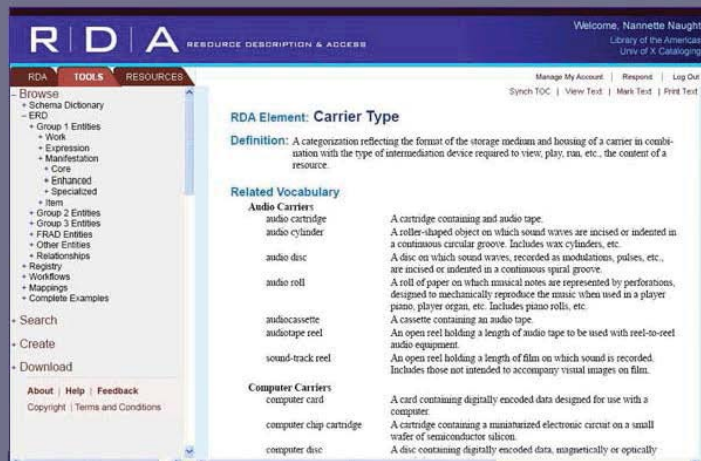 R | D | A RESOURCE DESCRIPTION & ACCESS
Welcome, Nannette Naught
Library of the Americas
Univ of X Cataloging
RDA TOOLS RESOURCES
Manage My Account | Respond | Log Out
Synch TOC | View Text | Mark Text | Print Text
– Browse
+ Schema Dictionary
– ERD
+ Group 1 Entities
+ Work
+ Expression
+ Manifestation
+ Core
+ Enhanced
+ Specialized
+ Item
+ Group 2 Entities
+ Group 3 Entities
+ FRAD Entities
+ Other Entities
+ Relationships
+ Registry
+ Workflows
+ Mappings
+ Complete Examples
+ Search
+ Create
+ Download
About | Help | Feedback
Copyright | Terms and Conditions
RDA Element: Carrier Type
Definition: A categorization reflecting the format of the storage medium and housing of a carrier in combi-
nation with the type of intermediation device required to view, play, run, etc., the content of a
resource.
Related Vocabulary
Audio Carriers
audio cartridge A cartridge containing and audio tape.
audio cylinder A roller-shaped object on which sound waves are incised or indented in
a continuous circular groove. Includes wax cylinders, etc.
audio disc A disc on which sound waves, recorded as modulations, pulses, etc.,
are incised or indented in a continuous spiral groove.
audio roll A roll of paper on which musical notes are represented by perforations,
designed to mechanically reproduce the music when used in a player
piano, player organ, etc. Includes piano rolls, etc.
audiocassette A cassette containing an audio tape.
audiotape reel An open reel holding a length of audio tape to be used with reel-to-reel
audio equipment.
sound-track reel An open reel holding a length of film on which sound is recorded.
Includes those not intended to accompany visual images on film.
Computer Carriers
computer card A card containing digitally encoded data designed for use with a
computer.
computer chip cartridge A cartridge containing a miniaturized electronic circuit on a small
wafer of semiconductor silicon.
computer disc A disc containing digitally encoded data, magnetically or optically